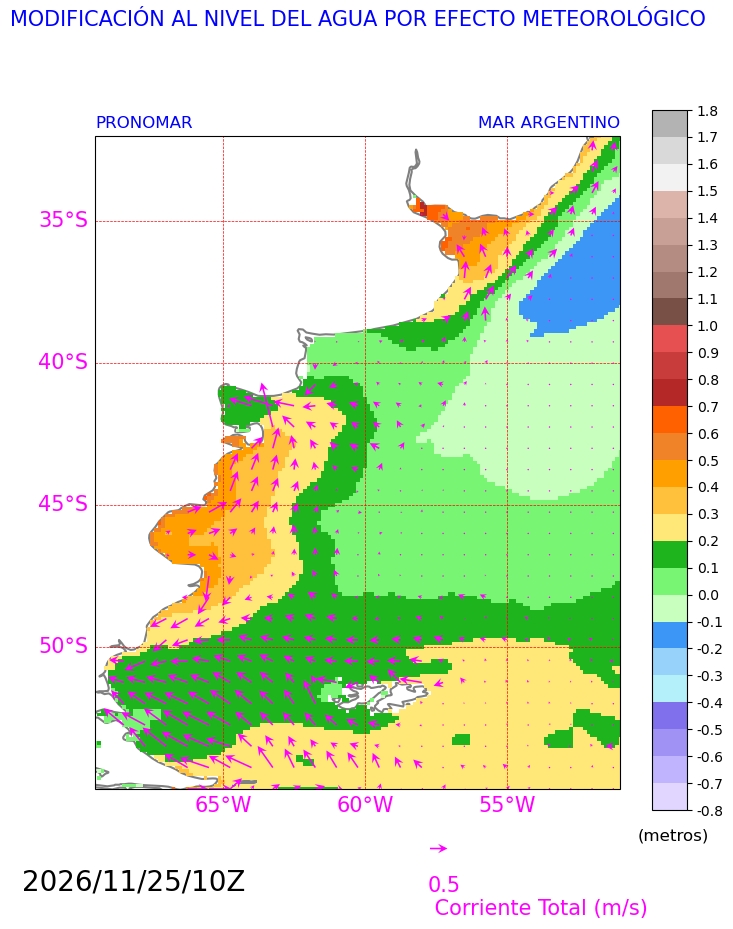 MODIFICACIÓN AL NIVEL DEL AGUA POR EFECTO METEOROLÓGICO
PRONOMAR
MAR ARGENTINO
35°S
40°S
45°S
50°S
65°W
60°W
55°W
1.8
1.7
1.6
1.5
1.4
1.3
1.2
1.1
1.0
0.9
0.8
0.7
0.6
0.5
0.4
0.3
0.2
0.1
0.0
-0.1
-0.2
-0.3
-0.4
-0.5
-0.6
-0.7
-0.8
(metros)
2026/11/25/10Z
0.5
Corriente Total (m/s)